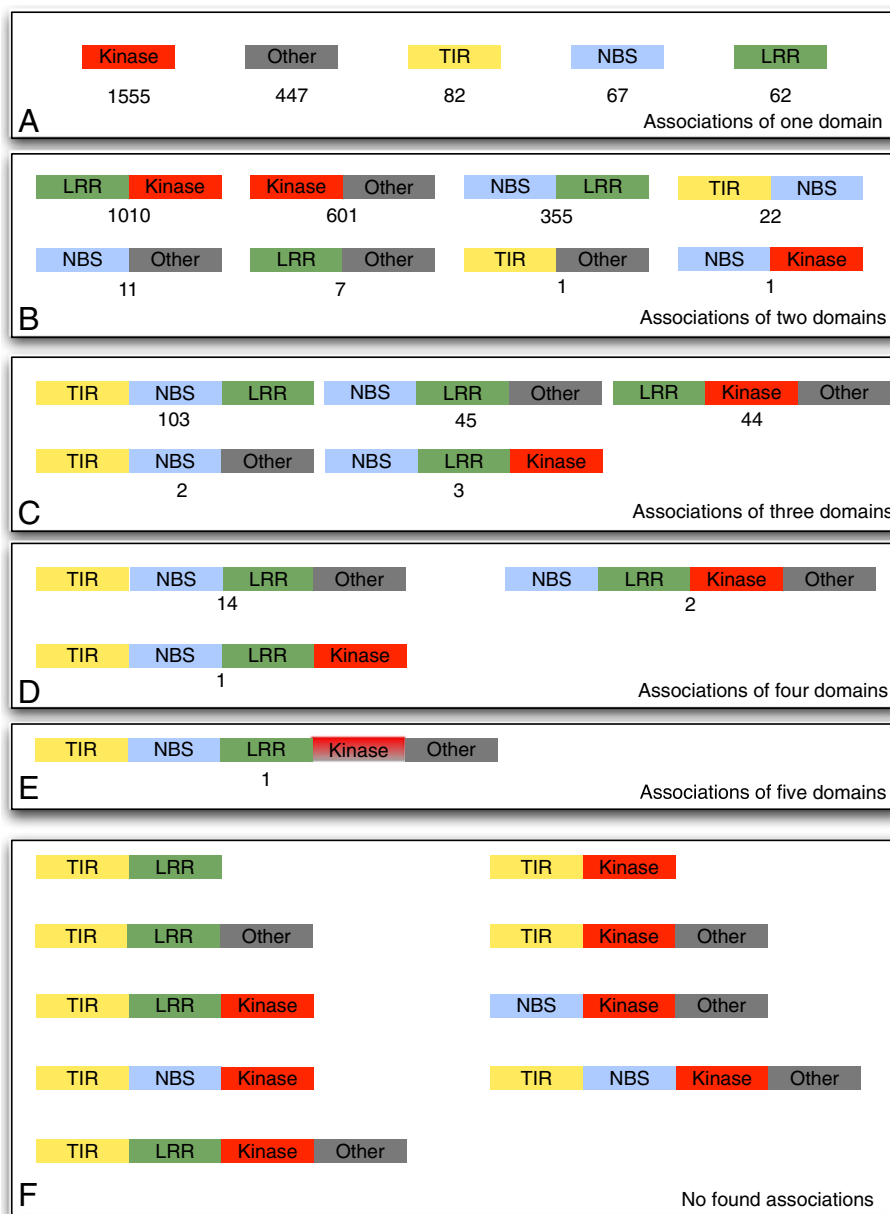 Kinase Other TIR NBS LRR
1555 447 82 67 62
A Associations of one domain
LRR Kinase Kinase Other NBS LRR TIR NBS
1010 601 355 22
NBS Other LRR Other TIR Other NBS Kinase
11 7 1 1
B Associations of two domains
TIR NBS LRR NBS LRR Other LRR Kinase Other
103 45 44
TIR NBS Other NBS LRR Kinase
2 3
C Associations of three domains
TIR NBS LRR Other NBS LRR Kinase Other
14 2
TIR NBS LRR Kinase
1
D Associations of four domains
TIR NBS LRR Kinase Other
1
E Associations of five domains
TIR LRR TIR Kinase
TIR LRR Other TIR Kinase Other
TIR LRR Kinase NBS Kinase Other
TIR NBS Kinase TIR NBS Kinase Other
TIR LRR Kinase Other
F No found associations